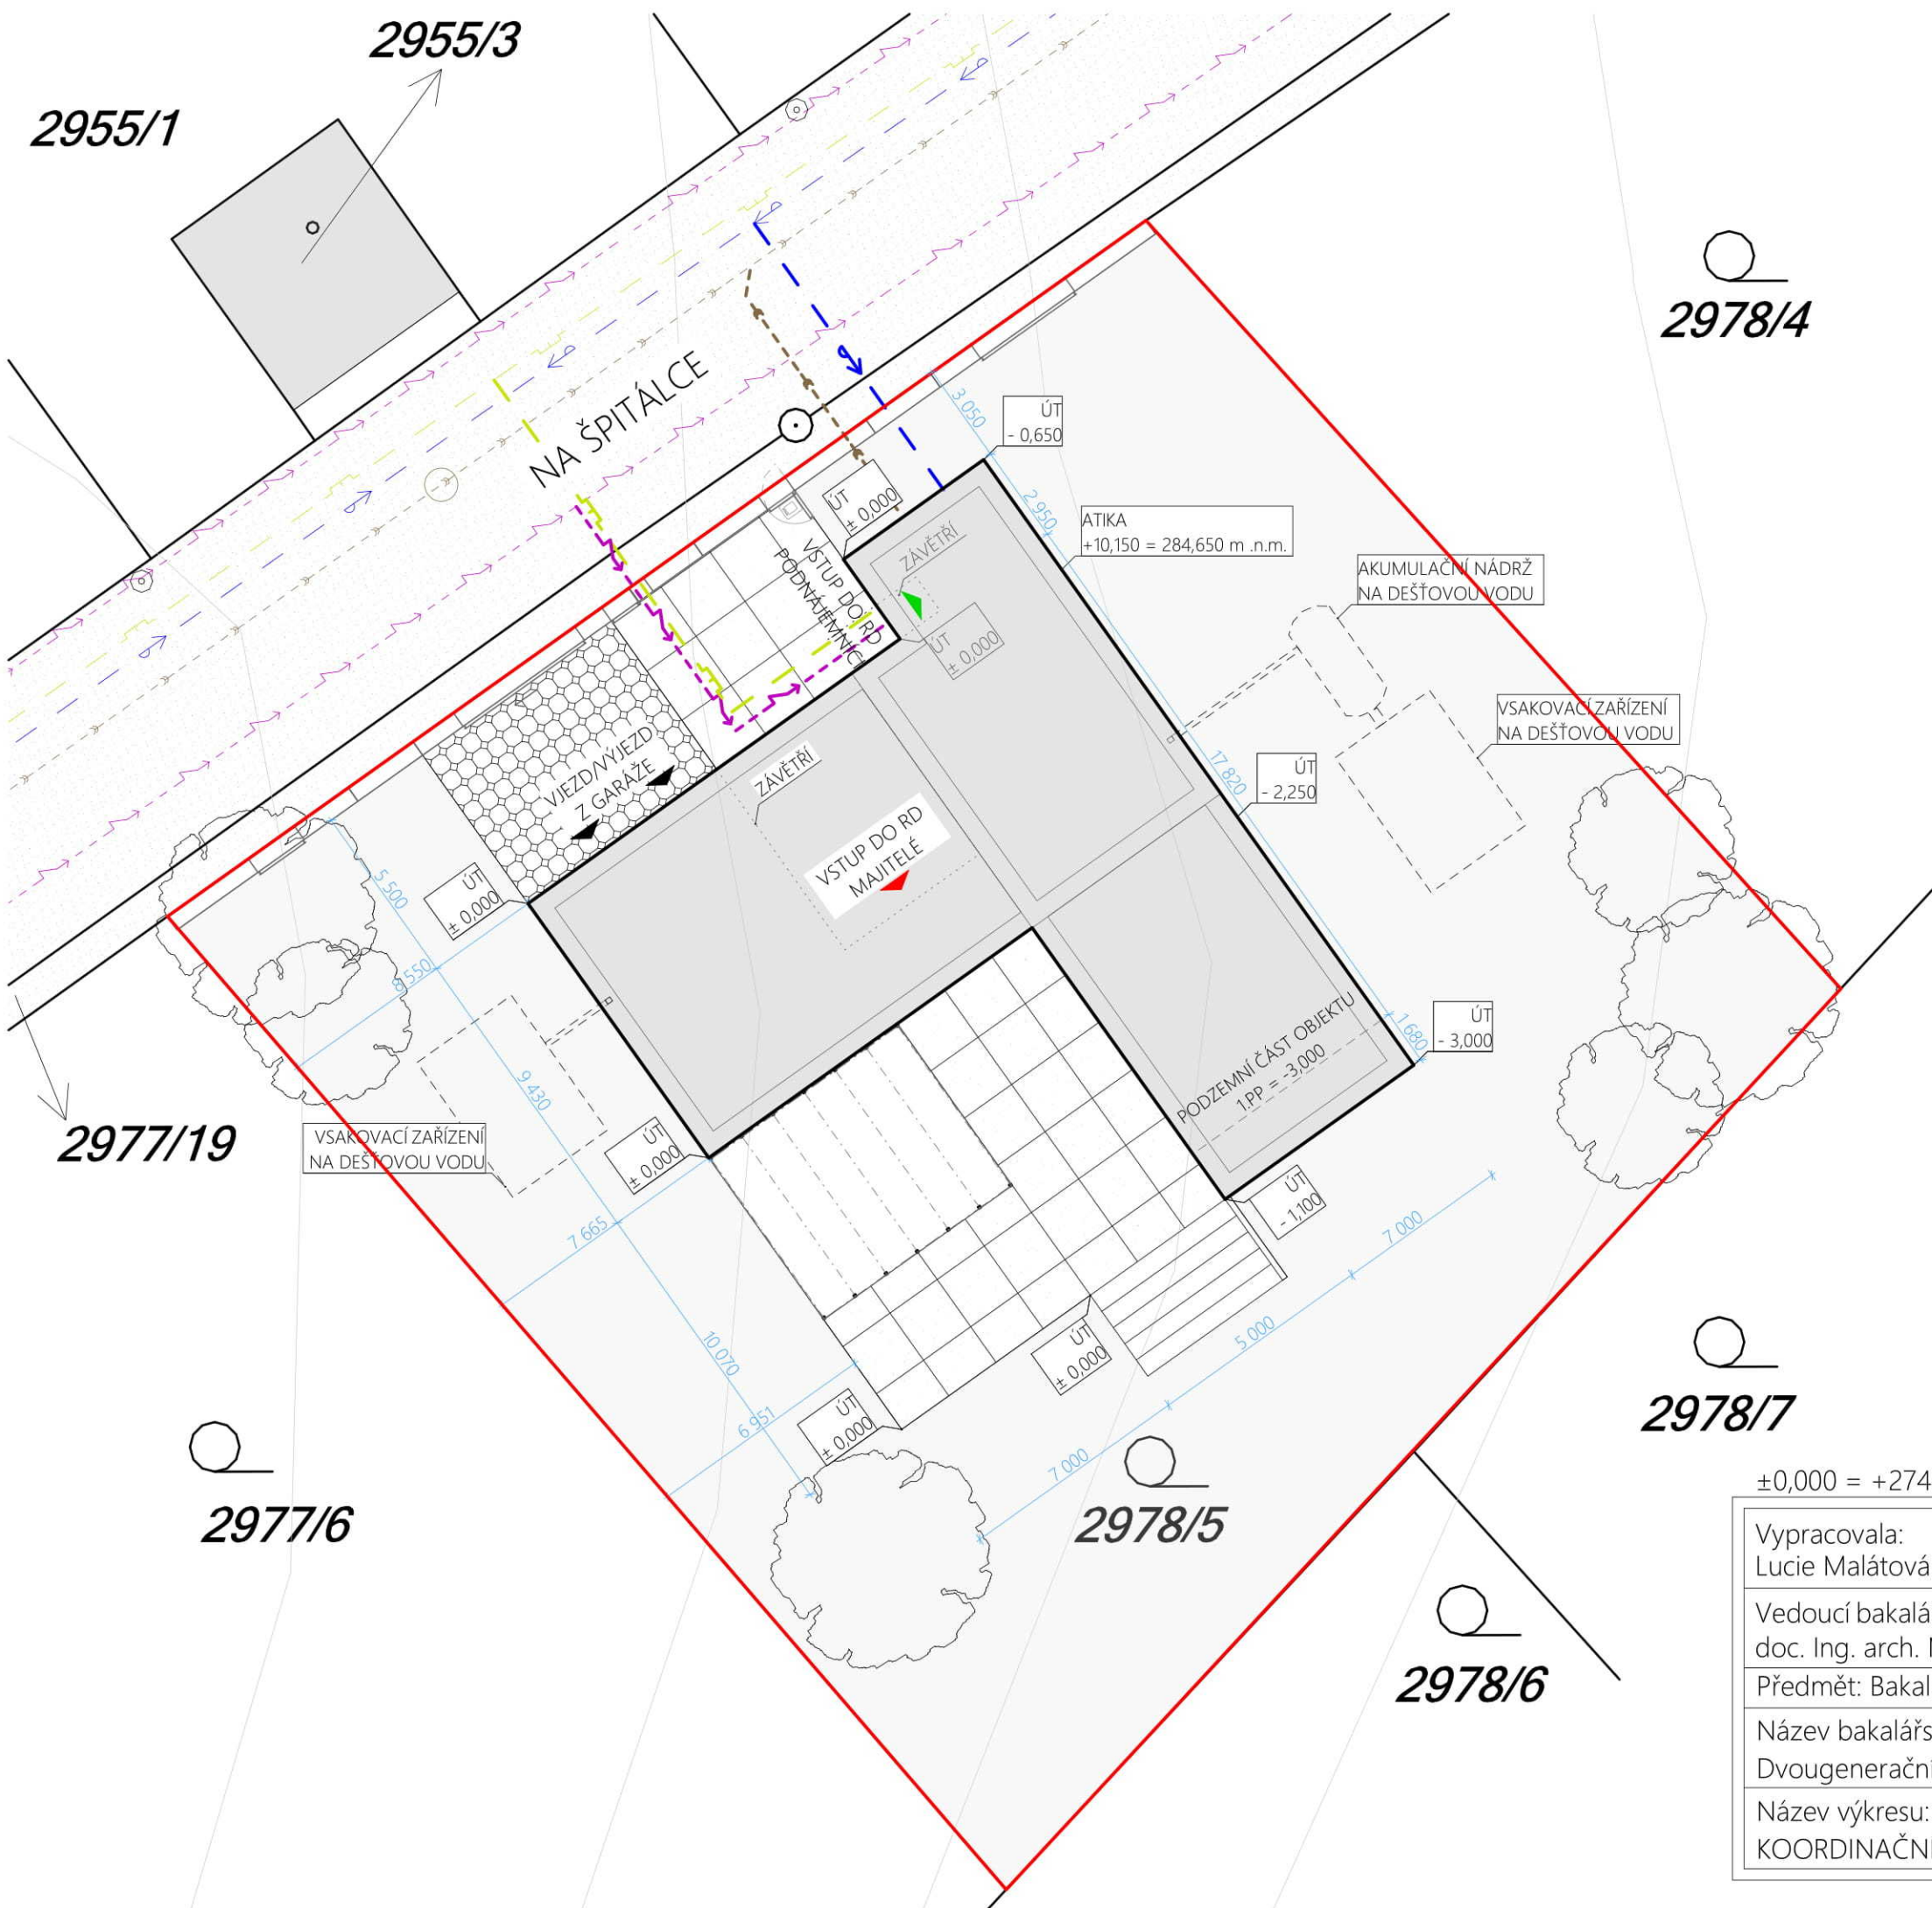 2955/3
2955/1
2978/4
NA ŠPITÁLCE
3 050
ÚT
- 0,650
ÚT
± 0,000
2 950
ATIKA
+10,150 = 284,650 m .n.m.
ZÁVĚTŘÍ
VSTUP DO RD
PODNÁJEMNÍCI
ÚT
± 0,000
AKUMULAČNÍ NÁDRŽ
NA DEŠŤOVOU VODU
VSAKOVACÍ ZAŘÍZENÍ
NA DEŠŤOVOU VODU
VJEZD/VÝJEZD
Z GARÁŽE
ZÁVĚTŘÍ
17 820
ÚT
- 2,250
VSTUP DO RD
MAJITELÉ
5 500
ÚT
± 0,000
8 550
PODZEMNÍ ČÁST OBJEKTU
1.PP = -3,000
1 680
ÚT
- 3,000
9 430
2977/19
VSAKOVACÍ ZAŘÍZENÍ
NA DEŠŤOVOU VODU
ÚT
± 0,000
ÚT
- 1,100
7 665
7 000
10 070
5 000
ÚT
± 0,000
6 951
ÚT
± 0,000
7 000
2978/7
2977/6
2978/5
2978/6
±0,000 = +274
Vypracovala:
Lucie Malátová
Vedoucí bakalá
doc. Ing. arch.
Předmět: Bakal
Název bakalářs
Dvougeneračn
Název výkresu:
KOORDINAČN